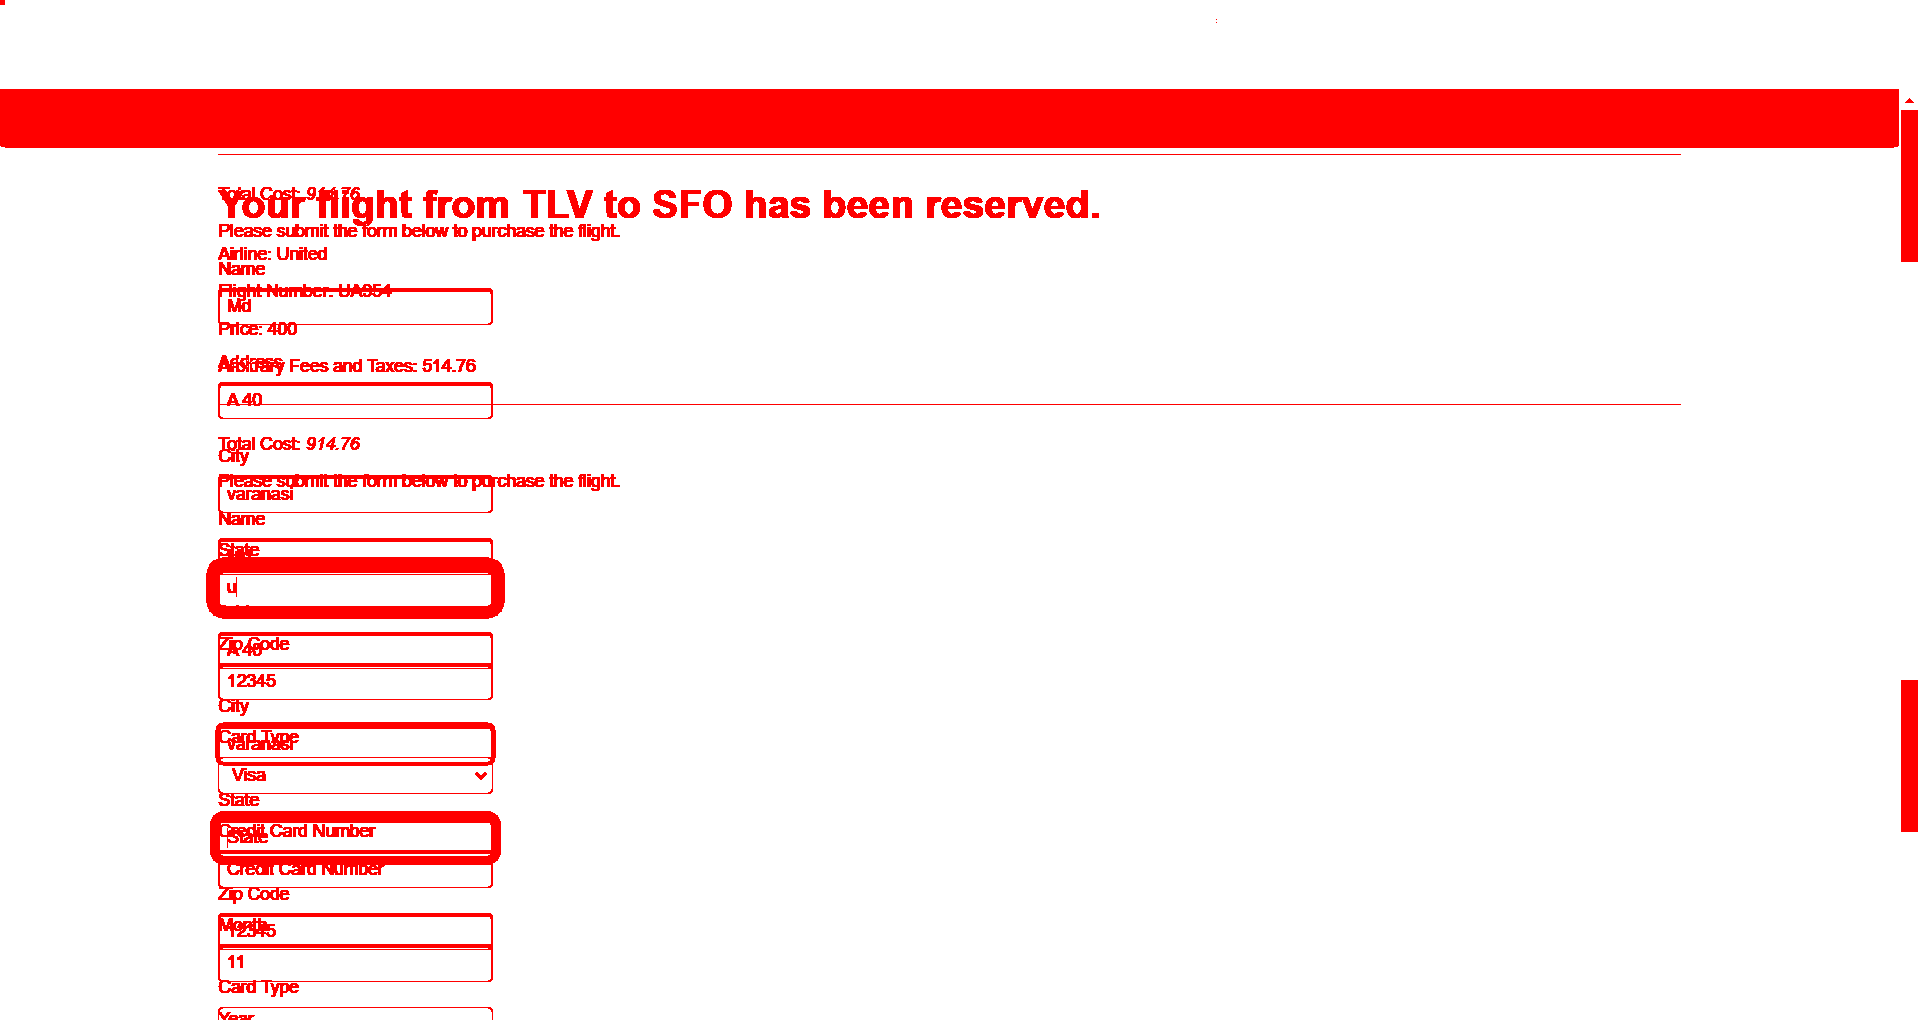 Total Cost: 914.76
Your flight from TLV to SFO has been reserved.
Please submit the form below to purchase the flight.
Airline: United
Name
Flight Number: UA954
Md
Price: 400
Address
Arbitrary Fees and Taxes: 514.76
A 40
Total Cost: 914.76
City
Please submit the form below to purchase the flight.
varanasi
Name
State
u
Zip Code
A 40
12345
City
Card Type
varanasi
Visa
State
Credit Card Number
State
Credit Card Number
Zip Code
Month
12345
11
Card Type
Year